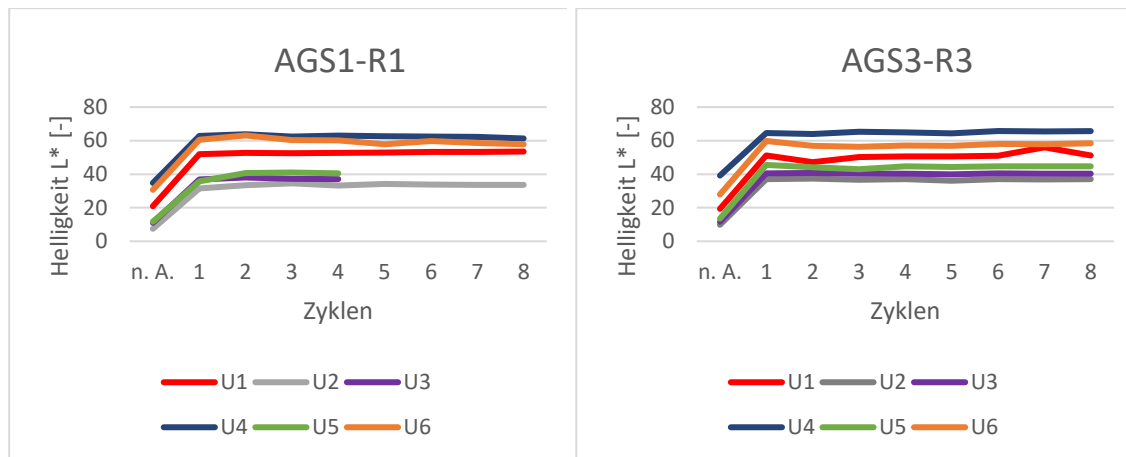 AGS1-R1
Helligkeit L* [-]
80
60
40
20
0
n. A. 1 2 3 4 5 6 7 8
Zyklen
U1 U2 U3
U4 U5 U6
AGS3-R3
Helligkeit L* [-]
80
60
40
20
0
n. A. 1 2 3 4 5 6 7 8
Zyklen
U1 U2 U3
U4 U5 U6